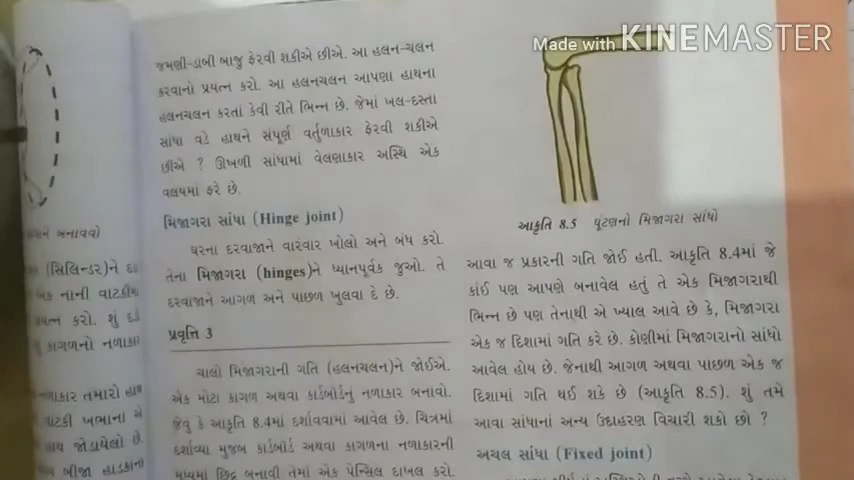 જમણી-ડાબી બાજુ ફેરવી શકીએ છીએ. આ હલન-ચલન
કરવાનો પ્રયત્ન કરો. આ હલનચલન આપણા હાથના
હલનચલન કરતાં કેવી રીતે ભિન્ન છે. જેમાં ખલ-દસ્તા
સાંધા વડે હાથને સંપૂર્ણ વર્તુળાકાર ફેરવી શકીએ
છીએ ? ઊખળી સાંધામાં વેલણાકાર અસ્થિ એક
વલયમાં ફરે છે.
મિજાગરા સાંધા (Hinge joint)
ઘરના દરવાજાને વારંવાર ખોલો અને બંધ કરો.
તેના મિજાગરા (hinges)ને ધ્યાનપૂર્વક જુઓ. તે
દરવાજાને આગળ અને પાછળ ખુલવા દે છે.
પ્રવૃત્તિ 3
ચાલો મિજાગરાની ગતિ (હલનચલન)ને જોઈએ.
એક મોટા કાગળ અથવા કાર્ડબોર્ડનું નળાકાર બનાવો.
જેવું કે આકૃતિ 8.4માં દર્શાવવામાં આવેલ છે. ચિત્રમાં
દર્શાવ્યા મુજબ કાર્ડબોર્ડ અથવા કાગળના નળાકારની
મધ્યમાં છિદ્ર બનાવી તેમાં એક પેન્સિલ દાખલ કરો.
Made with KINEMASTER
આકૃતિ 8.5 ઘૂંટણનો મિજાગરા સાંધો
આવા જ પ્રકારની ગતિ જોઈ હતી. આકૃતિ 8.4માં જે
કાંઈ પણ આપણે બનાવેલ હતું તે એક મિજાગરાથી
ભિન્ન છે પણ તેનાથી એ ખ્યાલ આવે છે કે, મિજાગરા
એક જ દિશામાં ગતિ કરે છે. કોણીમાં મિજાગરાનો સાંધો
આવેલ હોય છે. જેનાથી આગળ અથવા પાછળ એક જ
દિશામાં ગતિ થઈ શકે છે (આકૃતિ 8.5). શું તમે
આવા સાંધાનાં અન્ય ઉદાહરણ વિચારી શકો છો ?
અચલ સાંધા (Fixed joint)
બનાવવો
(સિલિન્ડર)ને
નાની વાટકીમાં
કરો. શું
કાગળનો નળાકાર
તમારો હાથ
વાટકી ખભાના
હાથ જોડાયેલો છે.
બીજા હાડકાના